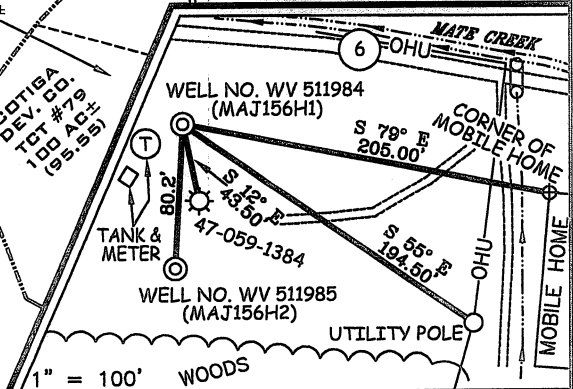 MATE CREEK
6
OHU
COTIGA
DEV. CO.
TCT #79
100 AC±
(95.55)
WELL NO. WV 511984
(MAJ156H1)
CORNER OF
MOBILE HOME
S 79° E
205.00'
T
80.2'
S 12° E
43.50'
47-059-1384
TANK &
METER
S 55° E
194.50'
OHU
MOBILE HOME
WELL NO. WV 511985
(MAJ156H2)
UTILITY POLE
1" = 100'
WOODS